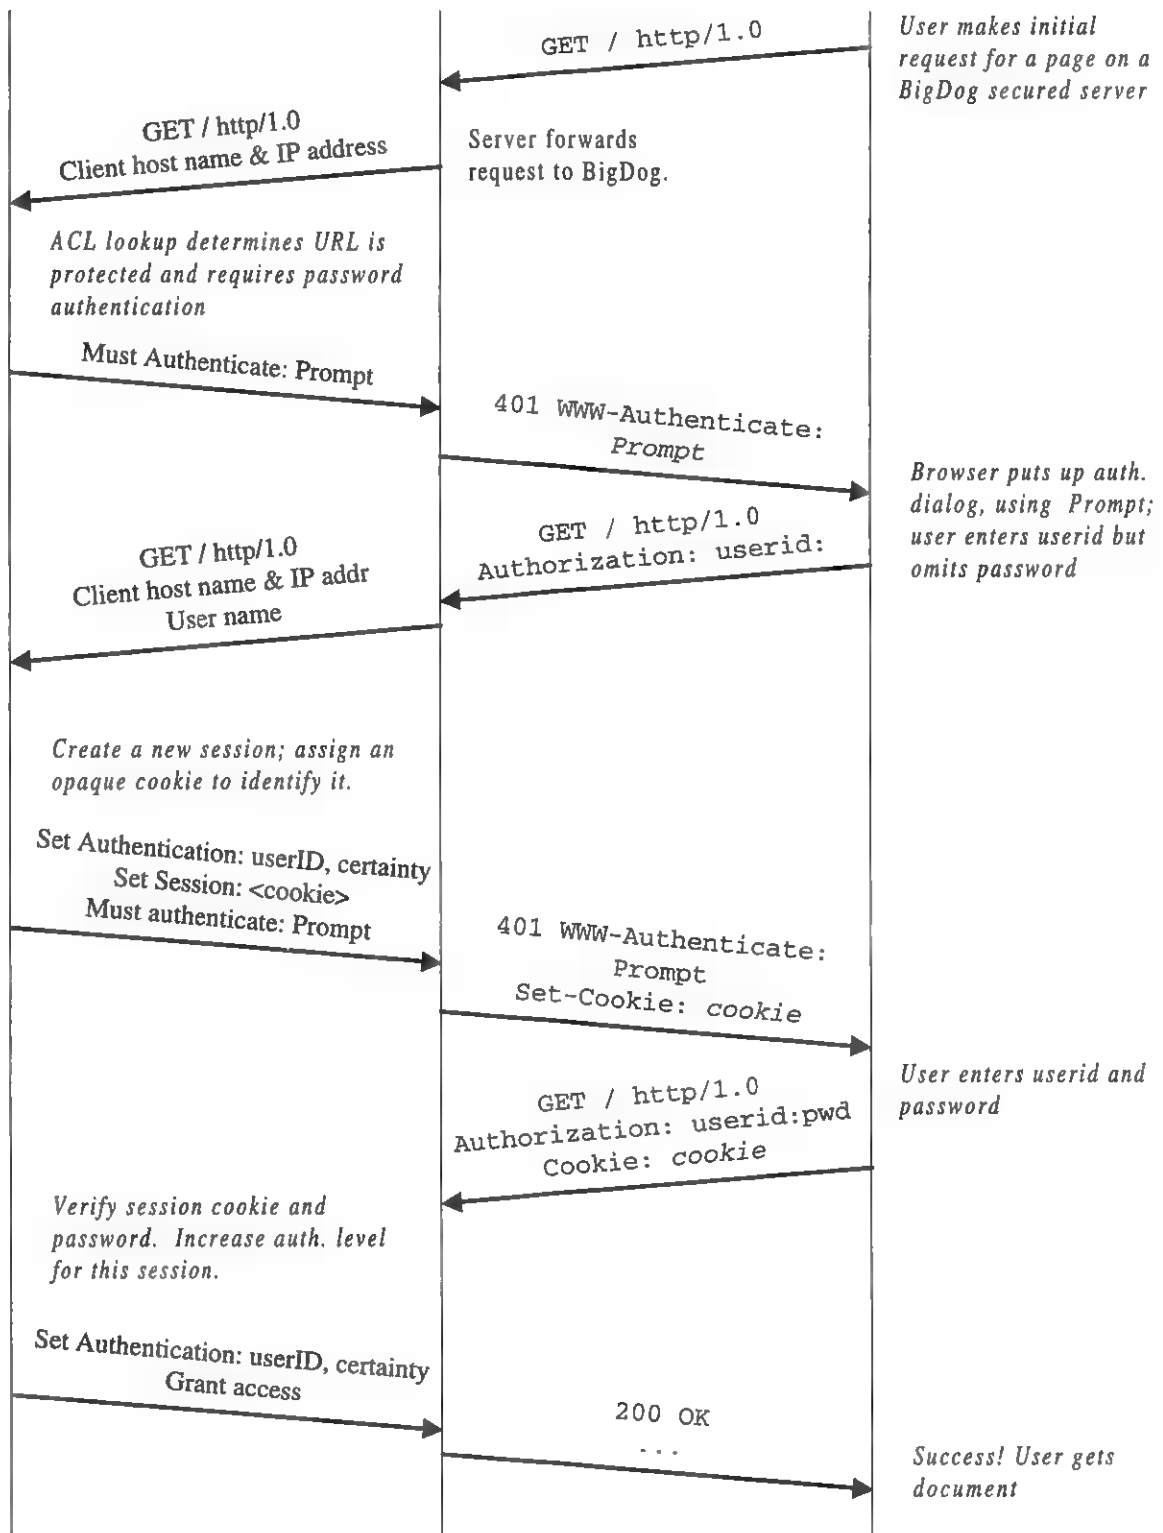 GET / http/1.0
User makes initial
request for a page on a
BigDog secured server
GET / http/1.0
Client host name & IP address
Server forwards
request to BigDog.
ACL lookup determines URL is
protected and requires password
authentication
Must Authenticate: Prompt
401 WWW-Authenticate:
Prompt
Browser puts up auth.
dialog, using Prompt;
user enters userid but
omits password
GET / http/1.0
Authorization: userid:
GET / http/1.0
Client host name & IP addr
User name
Create a new session; assign an
opaque cookie to identify it.
Set Authentication: userID, certainty
Set Session: <cookie>
Must authenticate: Prompt
401 WWW-Authenticate:
Prompt
Set-Cookie: cookie
User enters userid and
password
GET / http/1.0
Authorization: userid:pwd
Cookie: cookie
Verify session cookie and
password. Increase auth. level
for this session.
Set Authentication: userID, certainty
Grant access
200 OK
...
Success! User gets
document